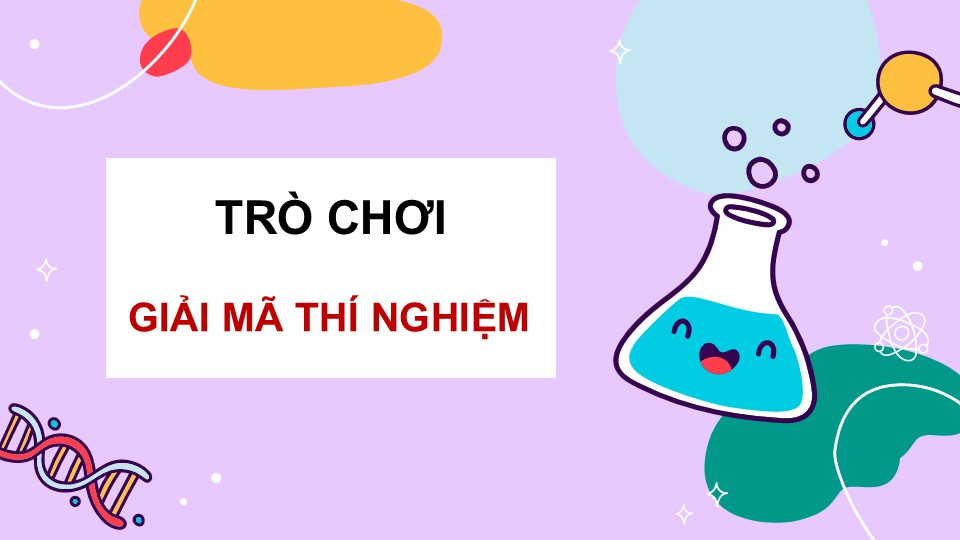 TRÒ CHƠI
GIẢI MÃ THÍ NGHIỆM